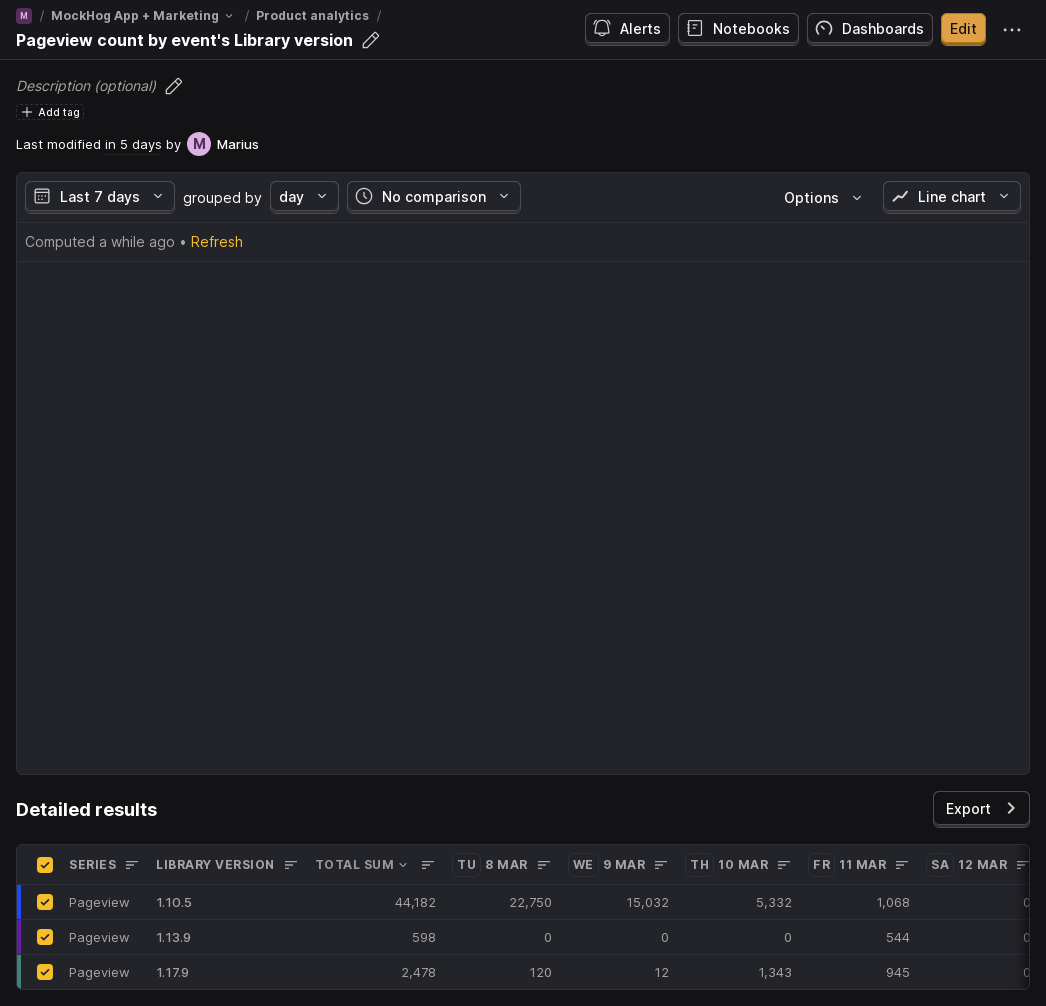 M / MockHog App + Marketing / Product analytics /
Pageview count by event's Library version
Alerts Notebooks Dashboards Edit
Description (optional)
Add tag
Last modified in 5 days by M Marius
Last 7 days grouped by day No comparison Options Line chart
Computed a while ago • Refresh
Detailed results
Export
SERIES LIBRARY VERSION TOTAL SUM TU 8 MAR WE 9 MAR TH 10 MAR FR 11 MAR SA 12 MAR
Pageview 1.10.5 44,182 22,750 15,032 5,332 1,068 0
Pageview 1.13.9 598 0 0 0 544 0
Pageview 1.17.9 2,478 120 12 1,343 945 0